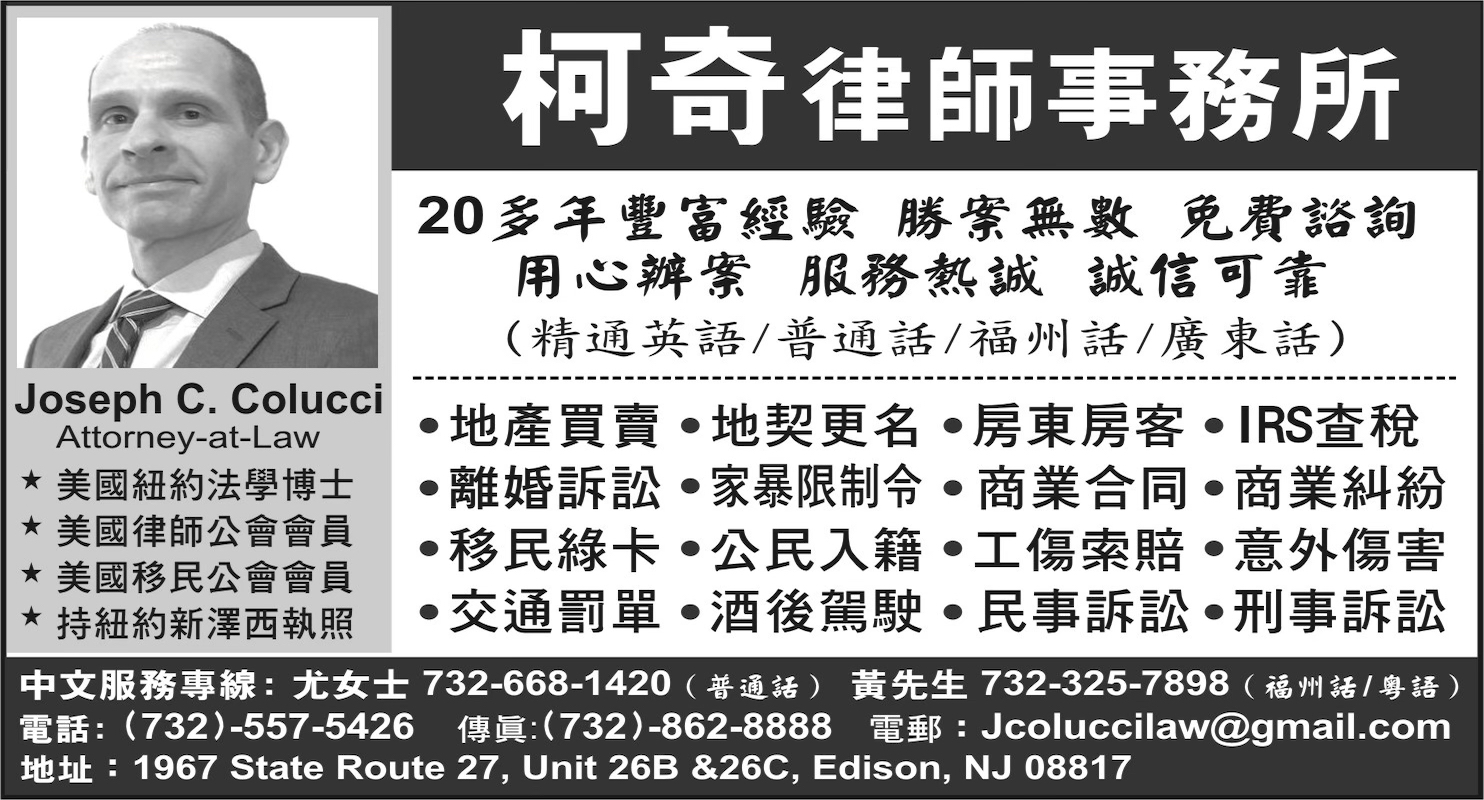 柯奇律師事務所
20多年豐富經驗 勝案無數 免費諮詢
用心辦案 服務熱誠 誠信可靠
(精通英語/普通話/福州話/廣東話)
Joseph C. Colucci
Attorney-at-Law
★ 美國紐約法學博士
★ 美國律師公會會員
★ 美國移民公會會員
★ 持紐約新澤西執照
•地產買賣 •地契更名 •房東房客 •IRS查稅
•離婚訴訟 •家暴限制令 •商業合同 •商業糾紛
•移民綠卡 •公民入籍 •工傷索賠 •意外傷害
•交通罰單 •酒後駕駛 •民事訴訟 •刑事訴訟
中文服務專線: 尤女士 732-668-1420 (普通話) 黃先生 732-325-7898 (福州話/粵語)
電話: (732)-557-5426 傳眞:(732)-862-8888 電郵：Jcoluccilaw@gmail.com
地址：1967 State Route 27, Unit 26B &26C, Edison, NJ 08817